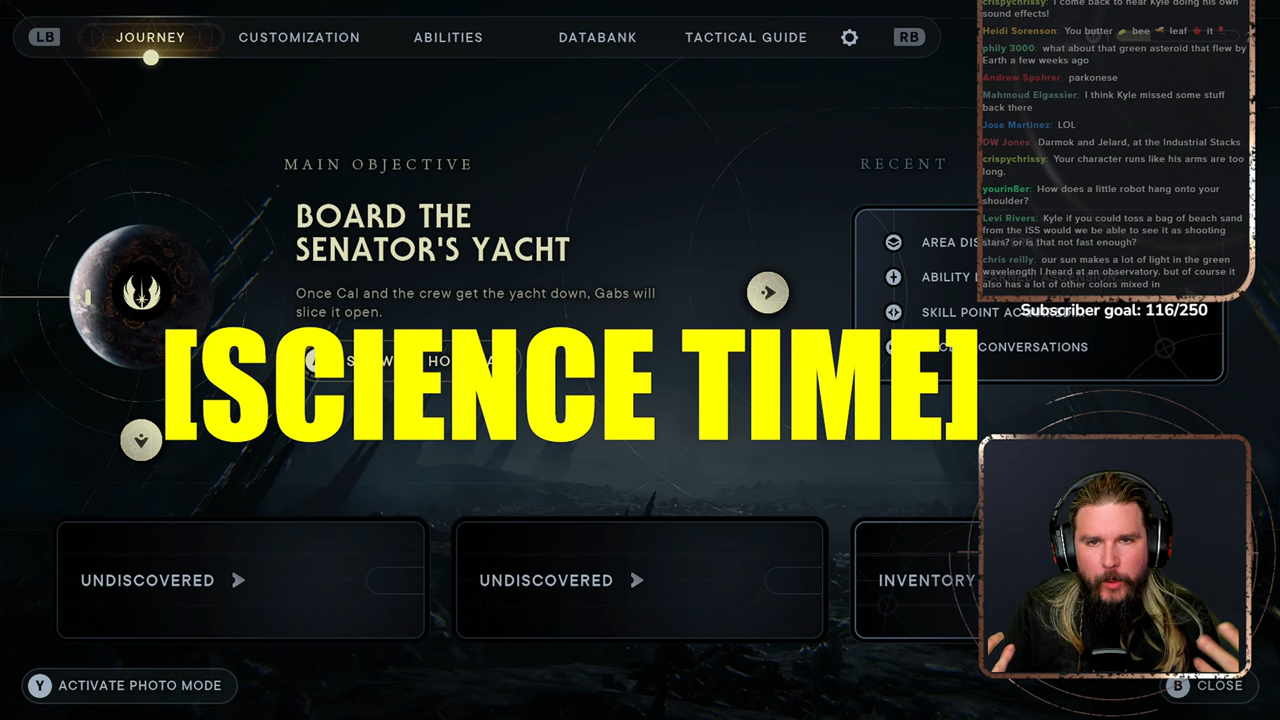 LB
JOURNEY
CUSTOMIZATION
ABILITIES
DATABANK
TACTICAL GUIDE
RB
MAIN OBJECTIVE
BOARD THE
SENATOR'S YACHT
Once Cal and the crew get the yacht down, Gabs will
slice it open.
RECENT
AREA DIS
ABILITY
SKILL POINT AC
CONVERSATIONS
[SCIENCE TIME]
crispychrissy: I come back to hear Kyle doing his own
sound effects!
Heidi Sorenson: You butter bee leaf it
phily 3000: what about that green asteroid that flew by
Earth a few weeks ago
Andrew Spohrer parkonese
Mahmoud Elgassier: I think Kyle missed some stuff
back there
Jose Martinez: LOL
DW Jones: Darmok and Jelard, at the Industrial Stacks
crispychrissy: Your character runs like his arms are too
long.
yourin8er: How does a little robot hang onto your
shoulder?
Levi Rivers: Kyle if you could toss a bag of beach sand
from the ISS would we be able to see it as shooting
stars? or is that not fast enough?
chris reilly: our sun makes a lot of light in the green
wavelength I heard at an observatory. but of course it
also has a lot of other colors mixed in
Subscriber goal: 116/250
UNDISCOVERED
UNDISCOVERED
INVENTORY
Y ACTIVATE PHOTO MODE
B CLOSE